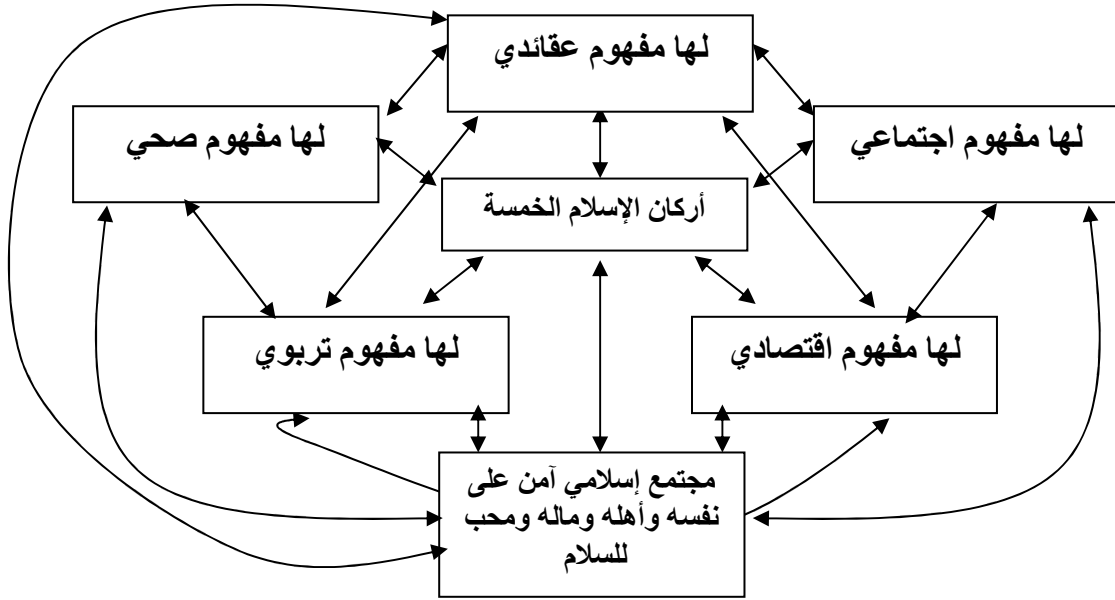 لها مفهوم عقائدي
لها مفهوم اجتماعي
لها مفهوم صحي
أركان الإسلام الخمسة
لها مفهوم اقتصادي
لها مفهوم تربوي
مجتمع إسلامي آمن على
نفسه وأهله وماله ومحب
للسلام